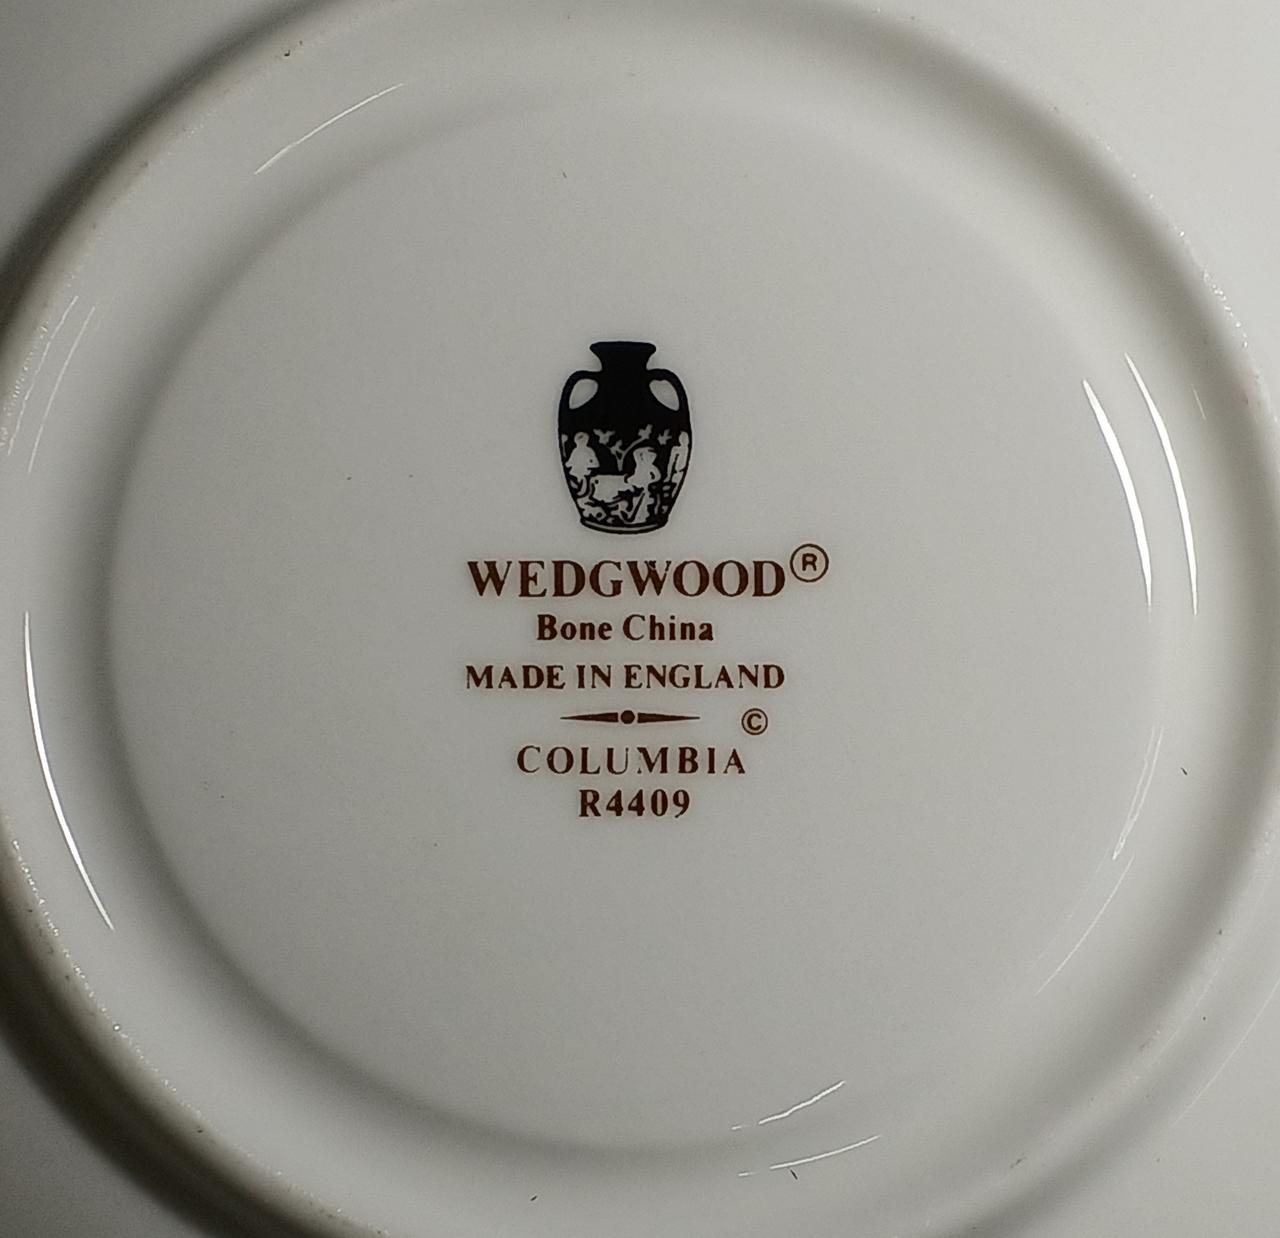 WEDGWOOD®
Bone China
MADE IN ENGLAND
©
COLUMBIA
R4409